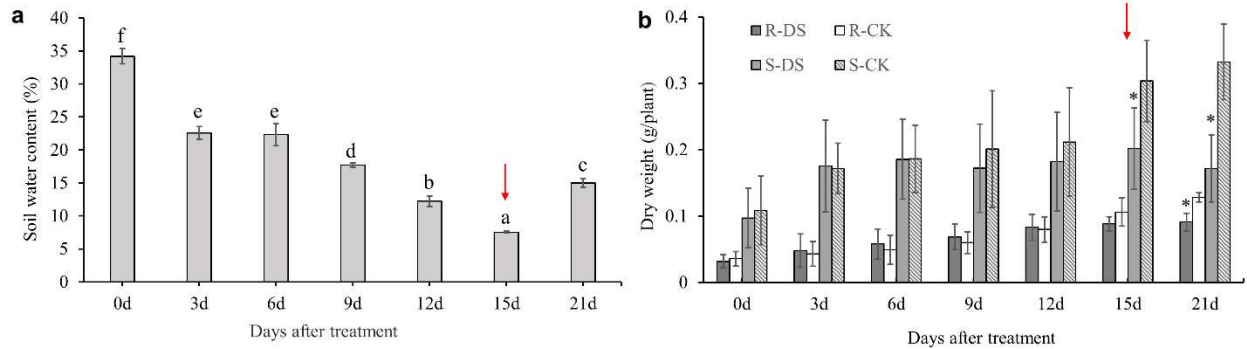 a
Soil water content (%)
40
35
30
25
20
15
10
5
0
f
e
e
d
b
a
c
0d 3d 6d 9d 12d 15d 21d
Days after treatment
b
Dry weight (g/plant)
0.4
0.3
0.2
0.1
0
R-DS R-CK
S-DS S-CK
*
*
*
0d 3d 6d 9d 12d 15d 21d
Days after treatment